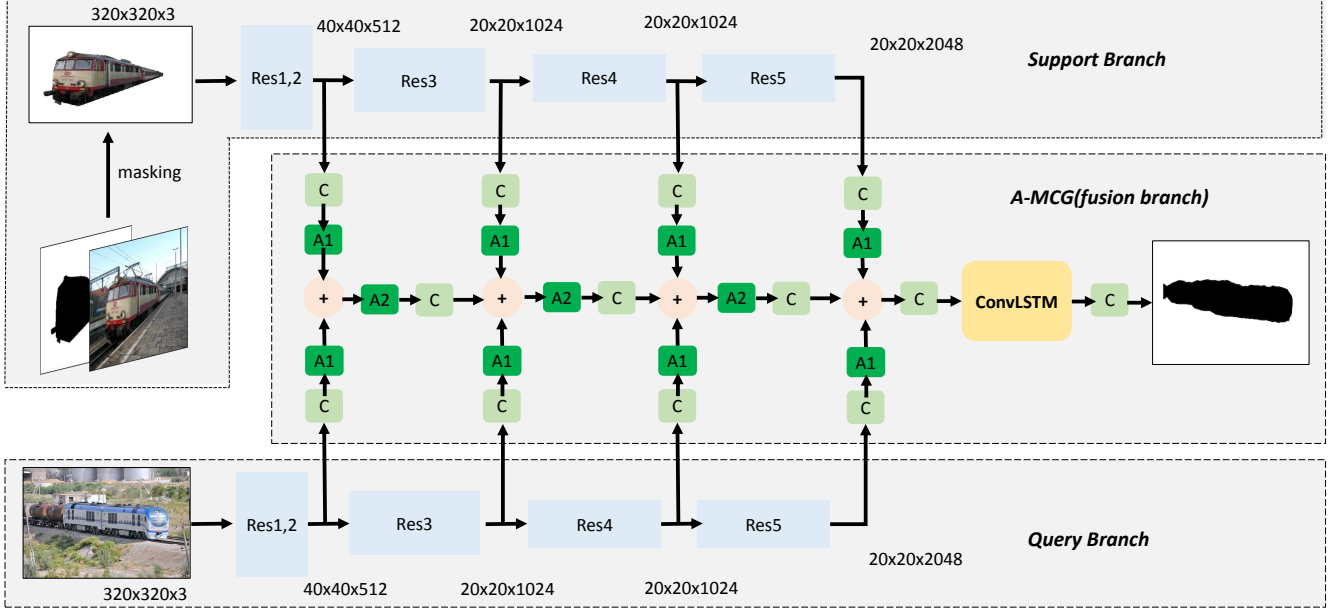 320x320x3
40x40x512
20x20x1024
20x20x1024
20x20x2048
Support Branch
Res1,2
Res3
Res4
Res5
masking
A-MCG(fusion branch)
C
C
C
C
A1
A1
A1
A1
+
A2
C
+
A2
C
+
A2
C
+
C
ConvLSTM
C
A1
A1
A1
A1
C
C
C
C
Res1,2
Res3
Res4
Res5
Query Branch
320x320x3
40x40x512
20x20x1024
20x20x1024
20x20x2048